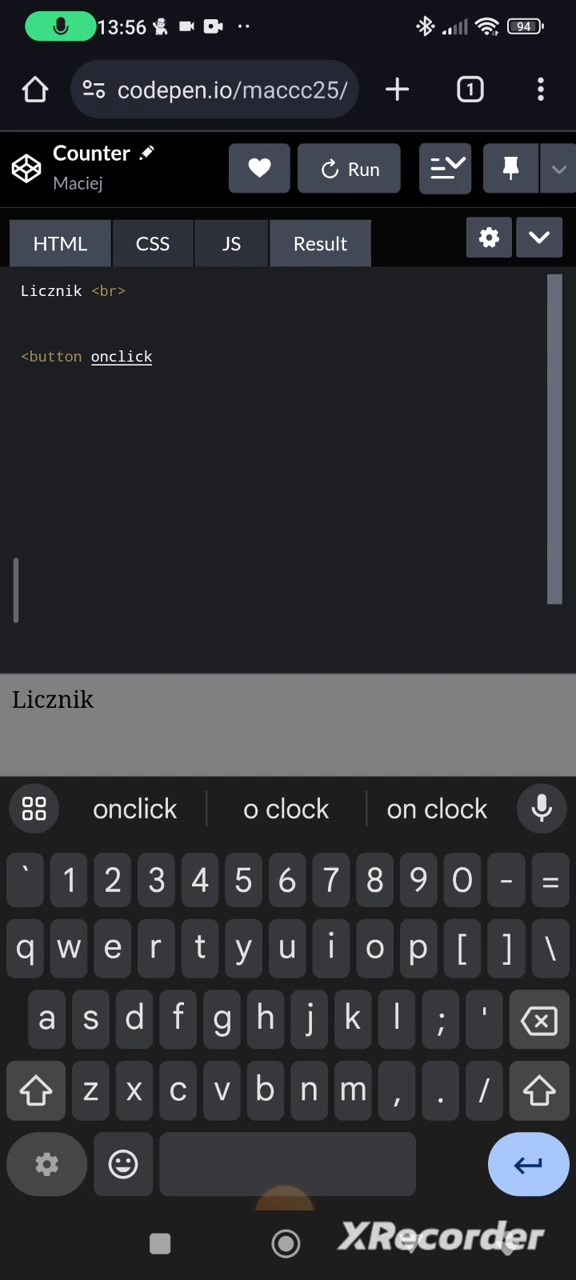 13:56
94
codepen.io/maccc25/
1
Counter
Maciej
Run
HTML CSS JS Result
Licznik <br>
<button onclick
Licznik
onclick o clock on clock
` 1 2 3 4 5 6 7 8 9 0 - =
q w e r t y u i o p [ ] \
a s d f g h j k l ; '
z x c v b n m , . /
XRecorder